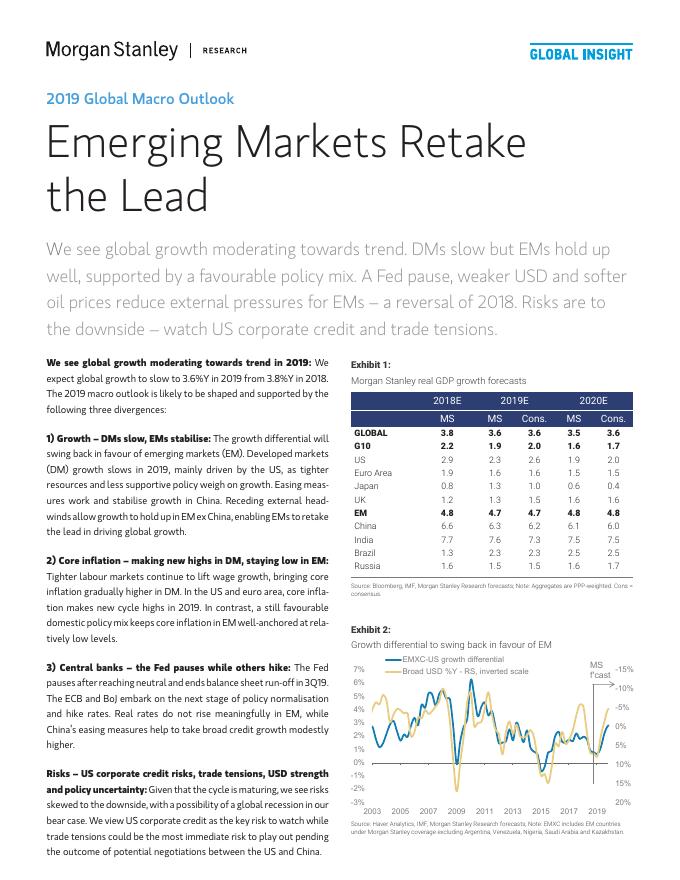 Morgan Stanley | RESEARCH
GLOBAL INSIGHT
2019 Global Macro Outlook
Emerging Markets Retake
the Lead
We see global growth moderating towards trend. DMs slow but EMs hold up
well, supported by a favourable policy mix. A Fed pause, weaker USD and softer
oil prices reduce external pressures for EMs – a reversal of 2018. Risks are to
the downside – watch US corporate credit and trade tensions.
We see global growth moderating towards trend in 2019: We
expect global growth to slow to 3.6%Y in 2019 from 3.8%Y in 2018.
The 2019 macro outlook is likely to be shaped and supported by the
following three divergences:
1) Growth – DMs slow, EMs stabilise: The growth differential will
swing back in favour of emerging markets (EM). Developed markets
(DM) growth slows in 2019, mainly driven by the US, as tighter
resources and less supportive policy weigh on growth. Easing meas-
ures work and stabilise growth in China. Receding external head-
winds allow growth to hold up in EM ex China, enabling EMs to retake
the lead in driving global growth.
2) Core inflation – making new highs in DM, staying low in EM:
Tighter labour markets continue to lift wage growth, bringing core
inflation gradually higher in DM. In the US and euro area, core infla-
tion makes new cycle highs in 2019. In contrast, a still favourable
domestic policy mix keeps core inflation in EM well-anchored at rela-
tively low levels.
3) Central banks – the Fed pauses while others hike: The Fed
pauses after reaching neutral and ends balance sheet run-off in 3Q19.
The ECB and BoJ embark on the next stage of policy normalisation
and hike rates. Real rates do not rise meaningfully in EM, while
China's easing measures help to take broad credit growth modestly
higher.
Risks – US corporate credit risks, trade tensions, USD strength
and policy uncertainty: Given that the cycle is maturing, we see risks
skewed to the downside, with a possibility of a global recession in our
bear case. We view US corporate credit as the key risk to watch while
trade tensions could be the most immediate risk to play out pending
the outcome of potential negotiations between the US and China.
Exhibit 1:
Morgan Stanley real GDP growth forecasts
2018E 2019E 2020E
MS MS Cons. MS Cons.
GLOBAL 3.8 3.6 3.6 3.5 3.6
G10 2.2 1.9 2.0 1.6 1.7
US 2.9 2.3 2.6 1.9 2.0
Euro Area 1.9 1.6 1.6 1.5 1.5
Japan 0.8 1.3 1.0 0.6 0.4
UK 1.2 1.3 1.5 1.6 1.6
EM 4.8 4.7 4.7 4.8 4.8
China 6.6 6.3 6.2 6.1 6.0
India 7.7 7.6 7.3 7.5 7.5
Brazil 1.3 2.3 2.3 2.5 2.5
Russia 1.6 1.5 1.5 1.6 1.7
Source: Bloomberg, IMF, Morgan Stanley Research forecasts; Note: Aggregates are PPP-weighted. Cons =
consensus.
Exhibit 2:
Growth differential to swing back in favour of EM
EMXC-US growth differential
Broad USD %Y - RS, inverted scale
MS
f'cast
7% -15%
6% -10%
5% -5%
4% 0%
3% 5%
2% 10%
1% 15%
0% 20%
-1%
-2%
-3%
2003 2005 2007 2009 2011 2013 2015 2017 2019
Source: Haver Analytics, IMF, Morgan Stanley Research forecasts; Note: EMXC includes EM countries
under Morgan Stanley coverage excluding Argentina, Venezuela, Nigeria, Saudi Arabia and Kazakhstan.